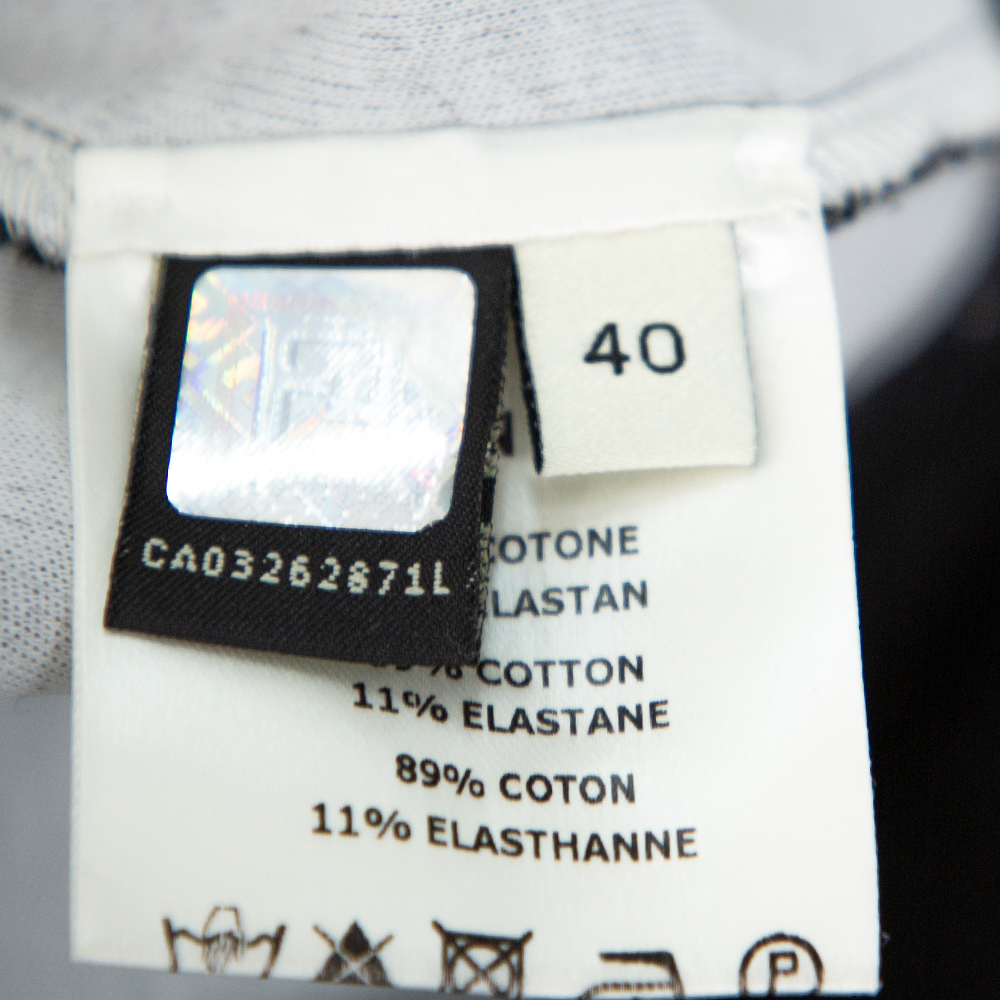 40
CA03262871L
COTONE
LASTAN
% COTTON
11% ELASTANE
89% COTON
11% ELASTHANNE
P